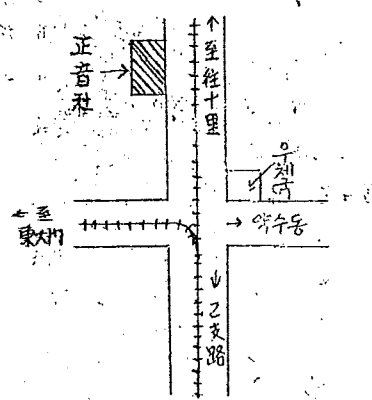 正音社→
↑至往十里
우체국
←至
東大门
→ 약수동
↓乙支路